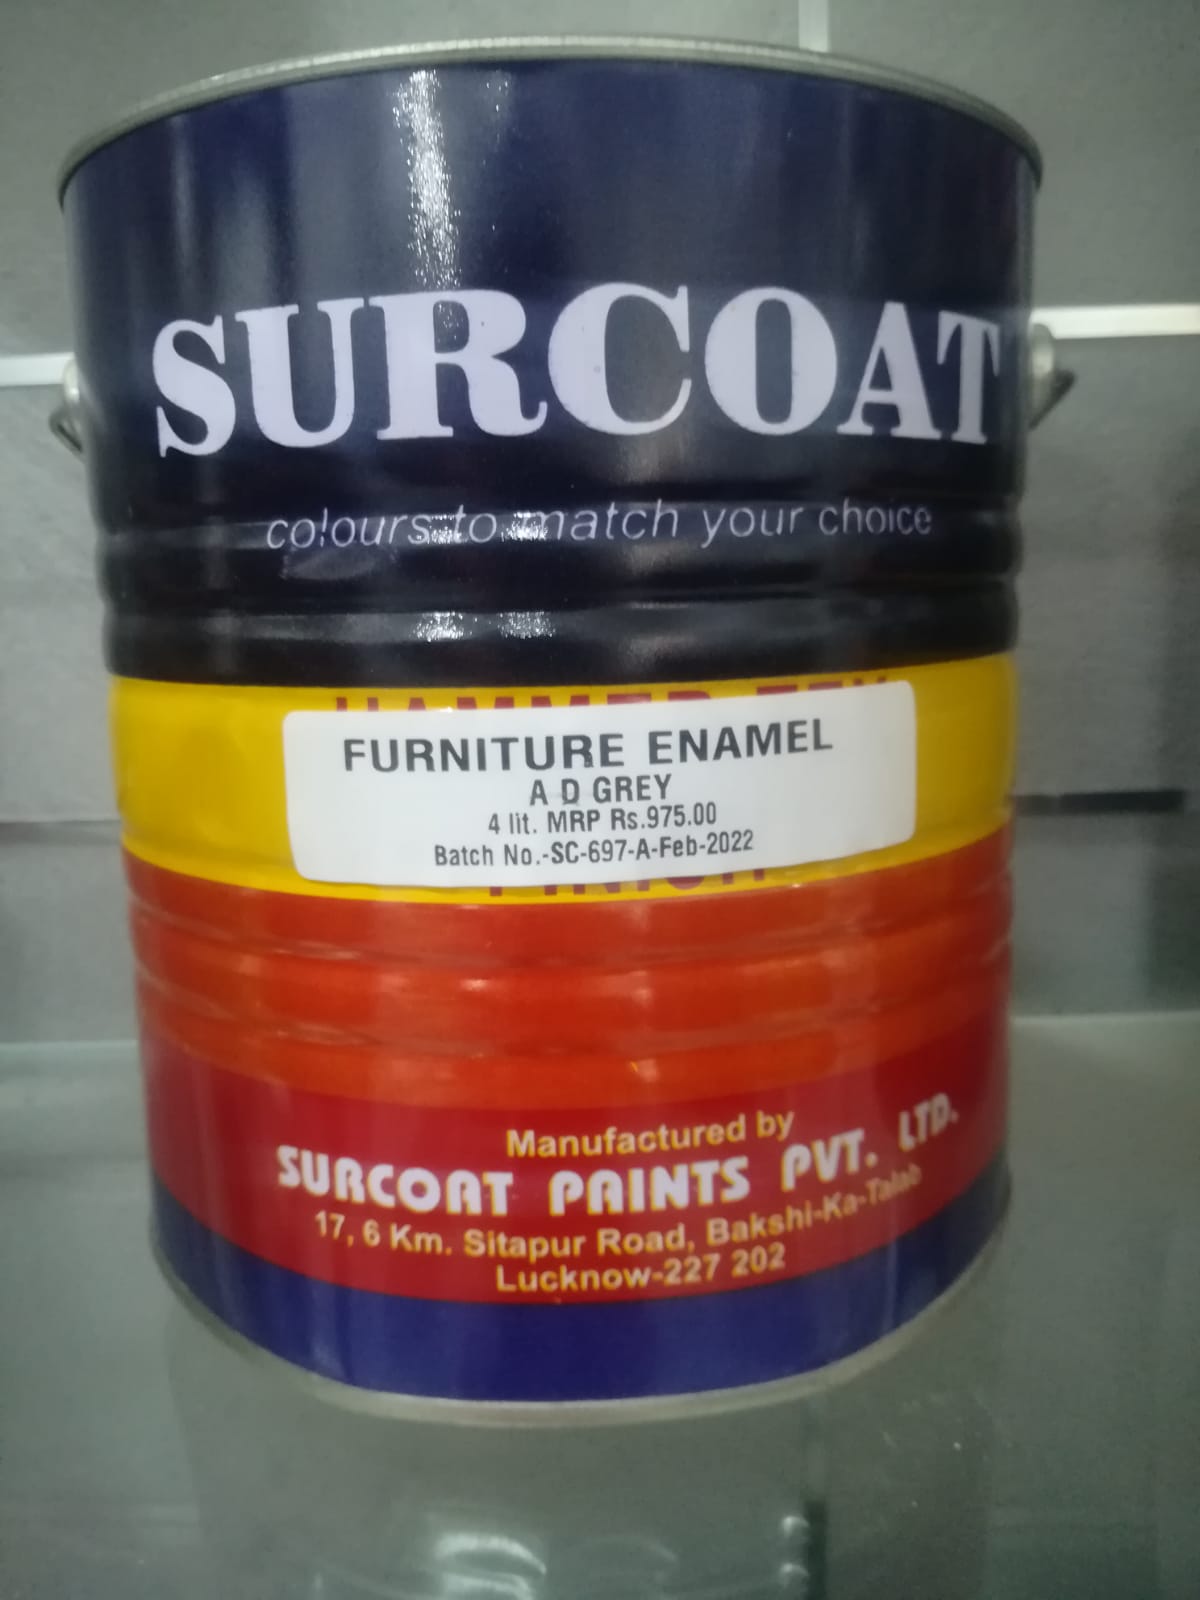 SURCOAT
colours to match your choice
FURNITURE ENAMEL
A D GREY
4 lit. MRP Rs.975.00
Batch No.-SC-697-A-Feb-2022
Manufactured by
SURCOAT PAINTS PVT. LTD.
17, 6 Km. Sitapur Road, Bakshi-Ka-Talab
Lucknow-227 202